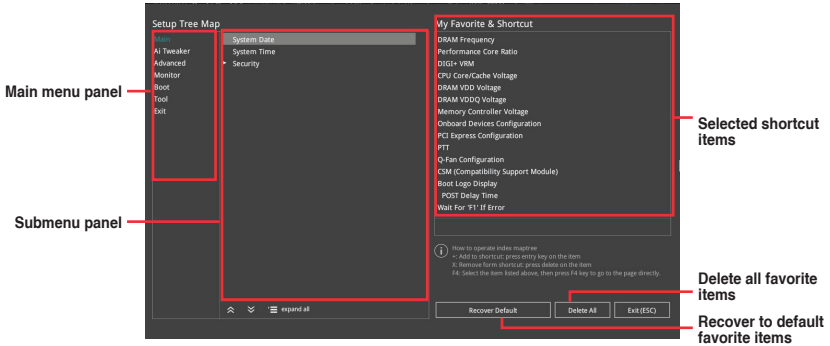 Setup Tree Map
Main
Ai Tweaker
Advanced
Monitor
Boot
Tool
Exit
System Date
System Time
Security
expand all
My Favorite & Shortcut
DRAM Frequency
Performance Core Ratio
DIGI+ VRM
CPU Core/Cache Voltage
DRAM VDD Voltage
DRAM VDDQ Voltage
Memory Controller Voltage
Onboard Devices Configuration
PCI Express Configuration
PTT
Q-Fan Configuration
CSM (Compatibility Support Module)
Boot Logo Display
POST Delay Time
Wait For 'F1' If Error
How to operate index maptree
+: Add to shortcut: press entry key on the item
X: Remove form shortcut: press delete on the item
F4: Select the item listed above, then press F4 key to go to the page directly.
Recover Default
Delete All
Exit (ESC)
Main menu panel
Submenu panel
Selected shortcut
items
Delete all favorite
items
Recover to default
favorite items